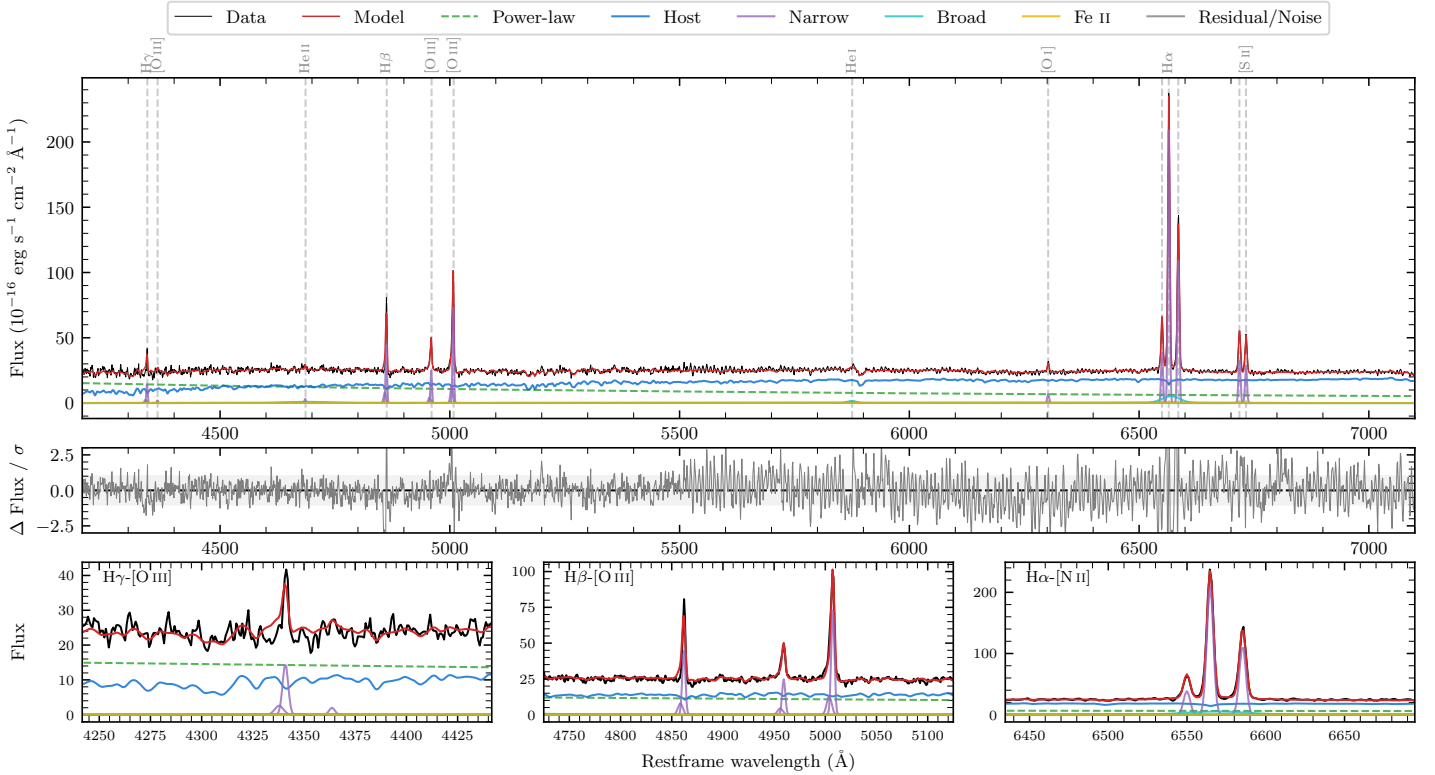 Data Model Power-law Host Narrow Broad Fe II Residual/Noise
Hγ [O III] He II Hβ [O III] [O III] He I [O I] Hα [S II]
Flux (10⁻¹⁶ erg s⁻¹ cm⁻² Å⁻¹)
200
150
100
50
0
4500 5000 5500 6000 6500 7000
Δ Flux / σ
2.5
0.0
−2.5
4500 5000 5500 6000 6500 7000
Flux
Hγ-[O III]
40
30
20
10
0
4250 4275 4300 4325 4350 4375 4400 4425
Hβ-[O III]
100
75
50
25
0
4750 4800 4850 4900 4950 5000 5050 5100
Hα-[N II]
200
100
0
6450 6500 6550 6600 6650
Restframe wavelength (Å)